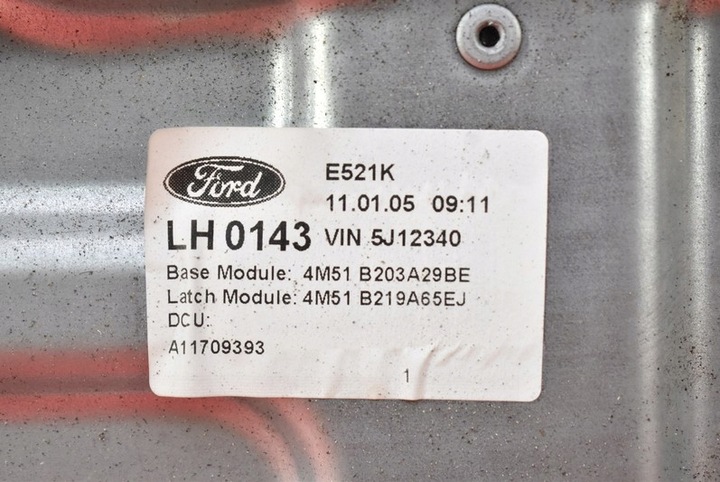 Ford
E521K
11.01.05 09:11
LH 0143 VIN 5J12340
Base Module: 4M51 B203A29BE
Latch Module: 4M51 B219A65EJ
DCU:
A11709393
1